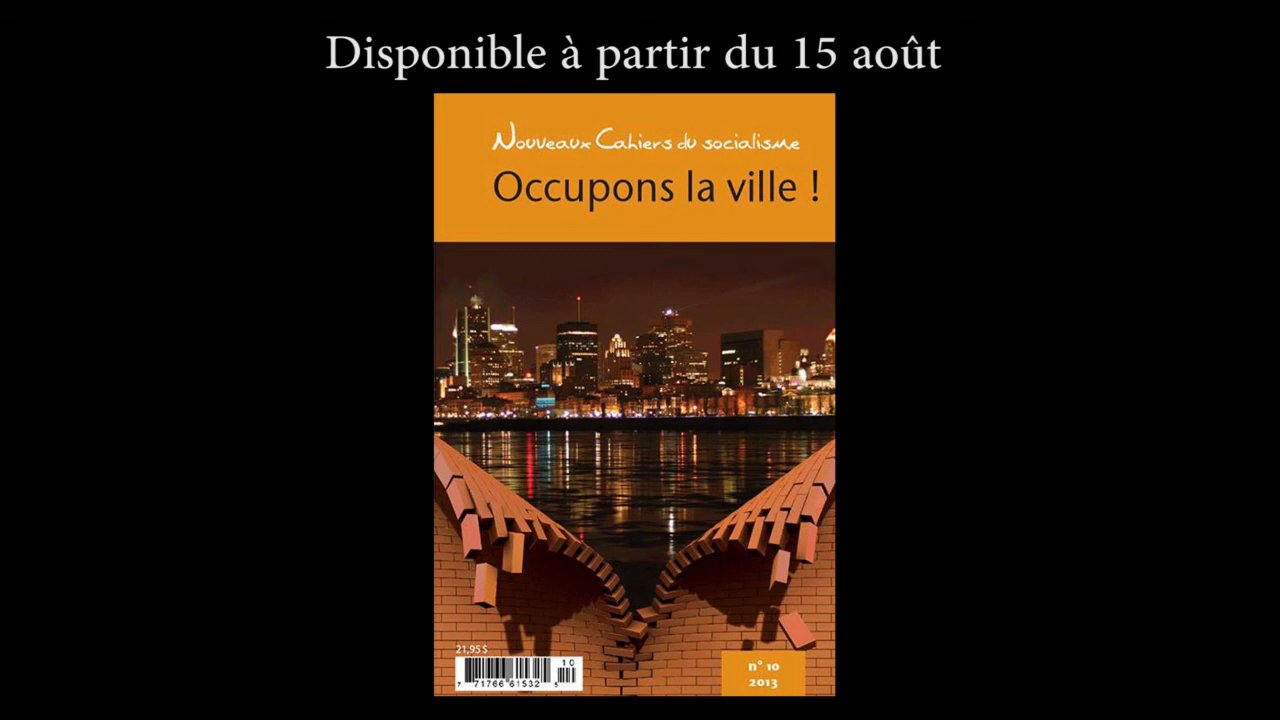 Disponible à partir du 15 août
Nouveaux Cahiers du socialisme
Occupons la ville !
21,95 $
10
7 71766 61532 5
n° 10
2013